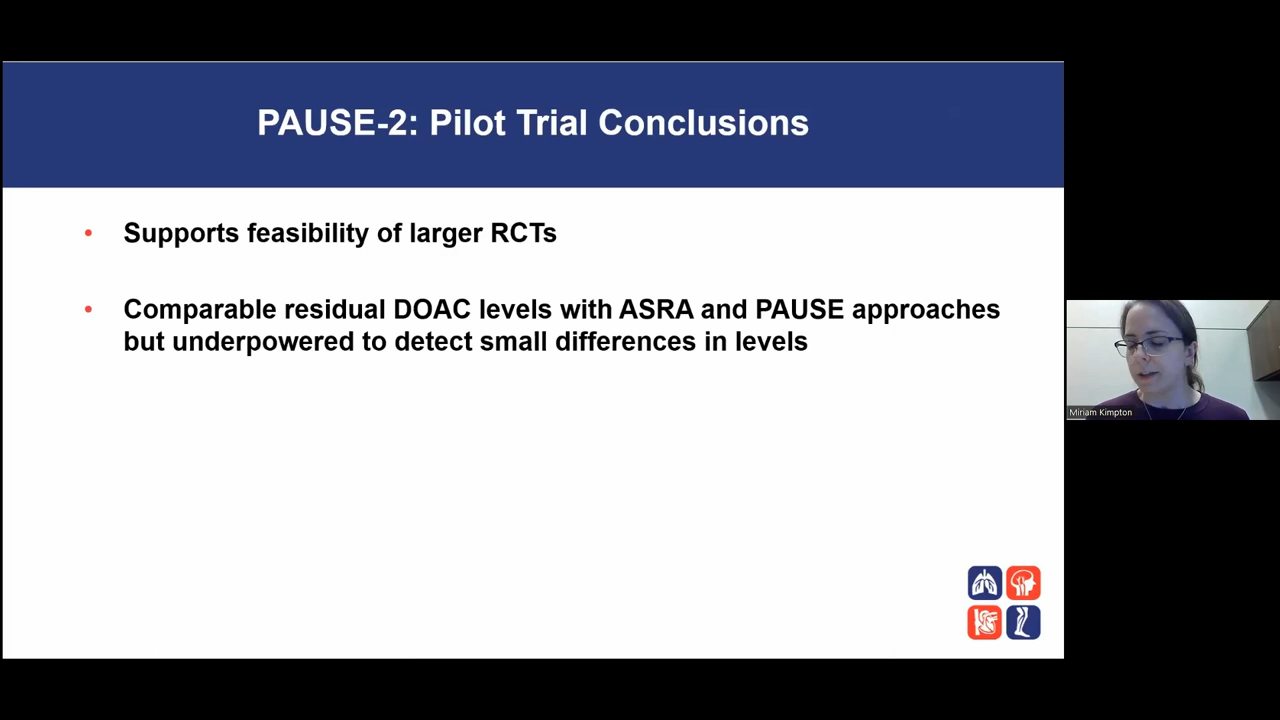 PAUSE-2: Pilot Trial Conclusions
• Supports feasibility of larger RCTs
• Comparable residual DOAC levels with ASRA and PAUSE approaches
but underpowered to detect small differences in levels
Miriam Kimpton